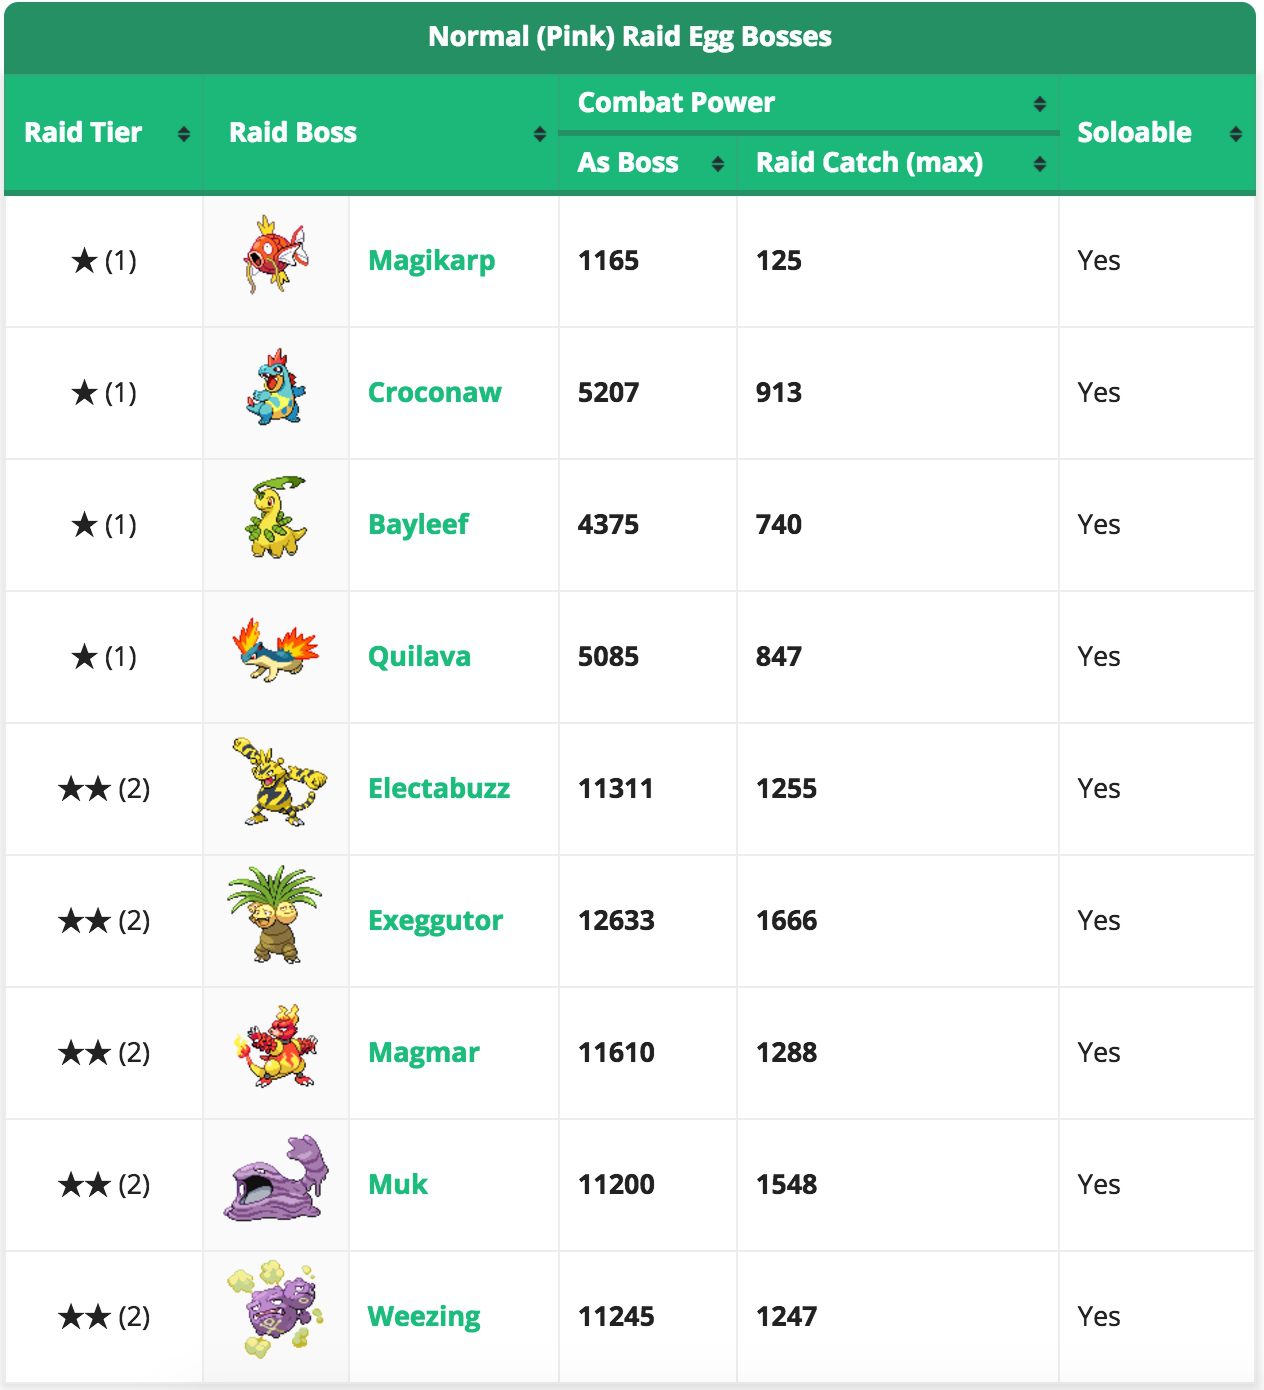 Normal (Pink) Raid Egg Bosses
Raid Tier Raid Boss Combat Power Soloable
As Boss Raid Catch (max)
★ (1) Magikarp 1165 125 Yes
★ (1) Croconaw 5207 913 Yes
★ (1) Bayleef 4375 740 Yes
★ (1) Quilava 5085 847 Yes
★★ (2) Electabuzz 11311 1255 Yes
★★ (2) Exeggutor 12633 1666 Yes
★★ (2) Magmar 11610 1288 Yes
★★ (2) Muk 11200 1548 Yes
★★ (2) Weezing 11245 1247 Yes